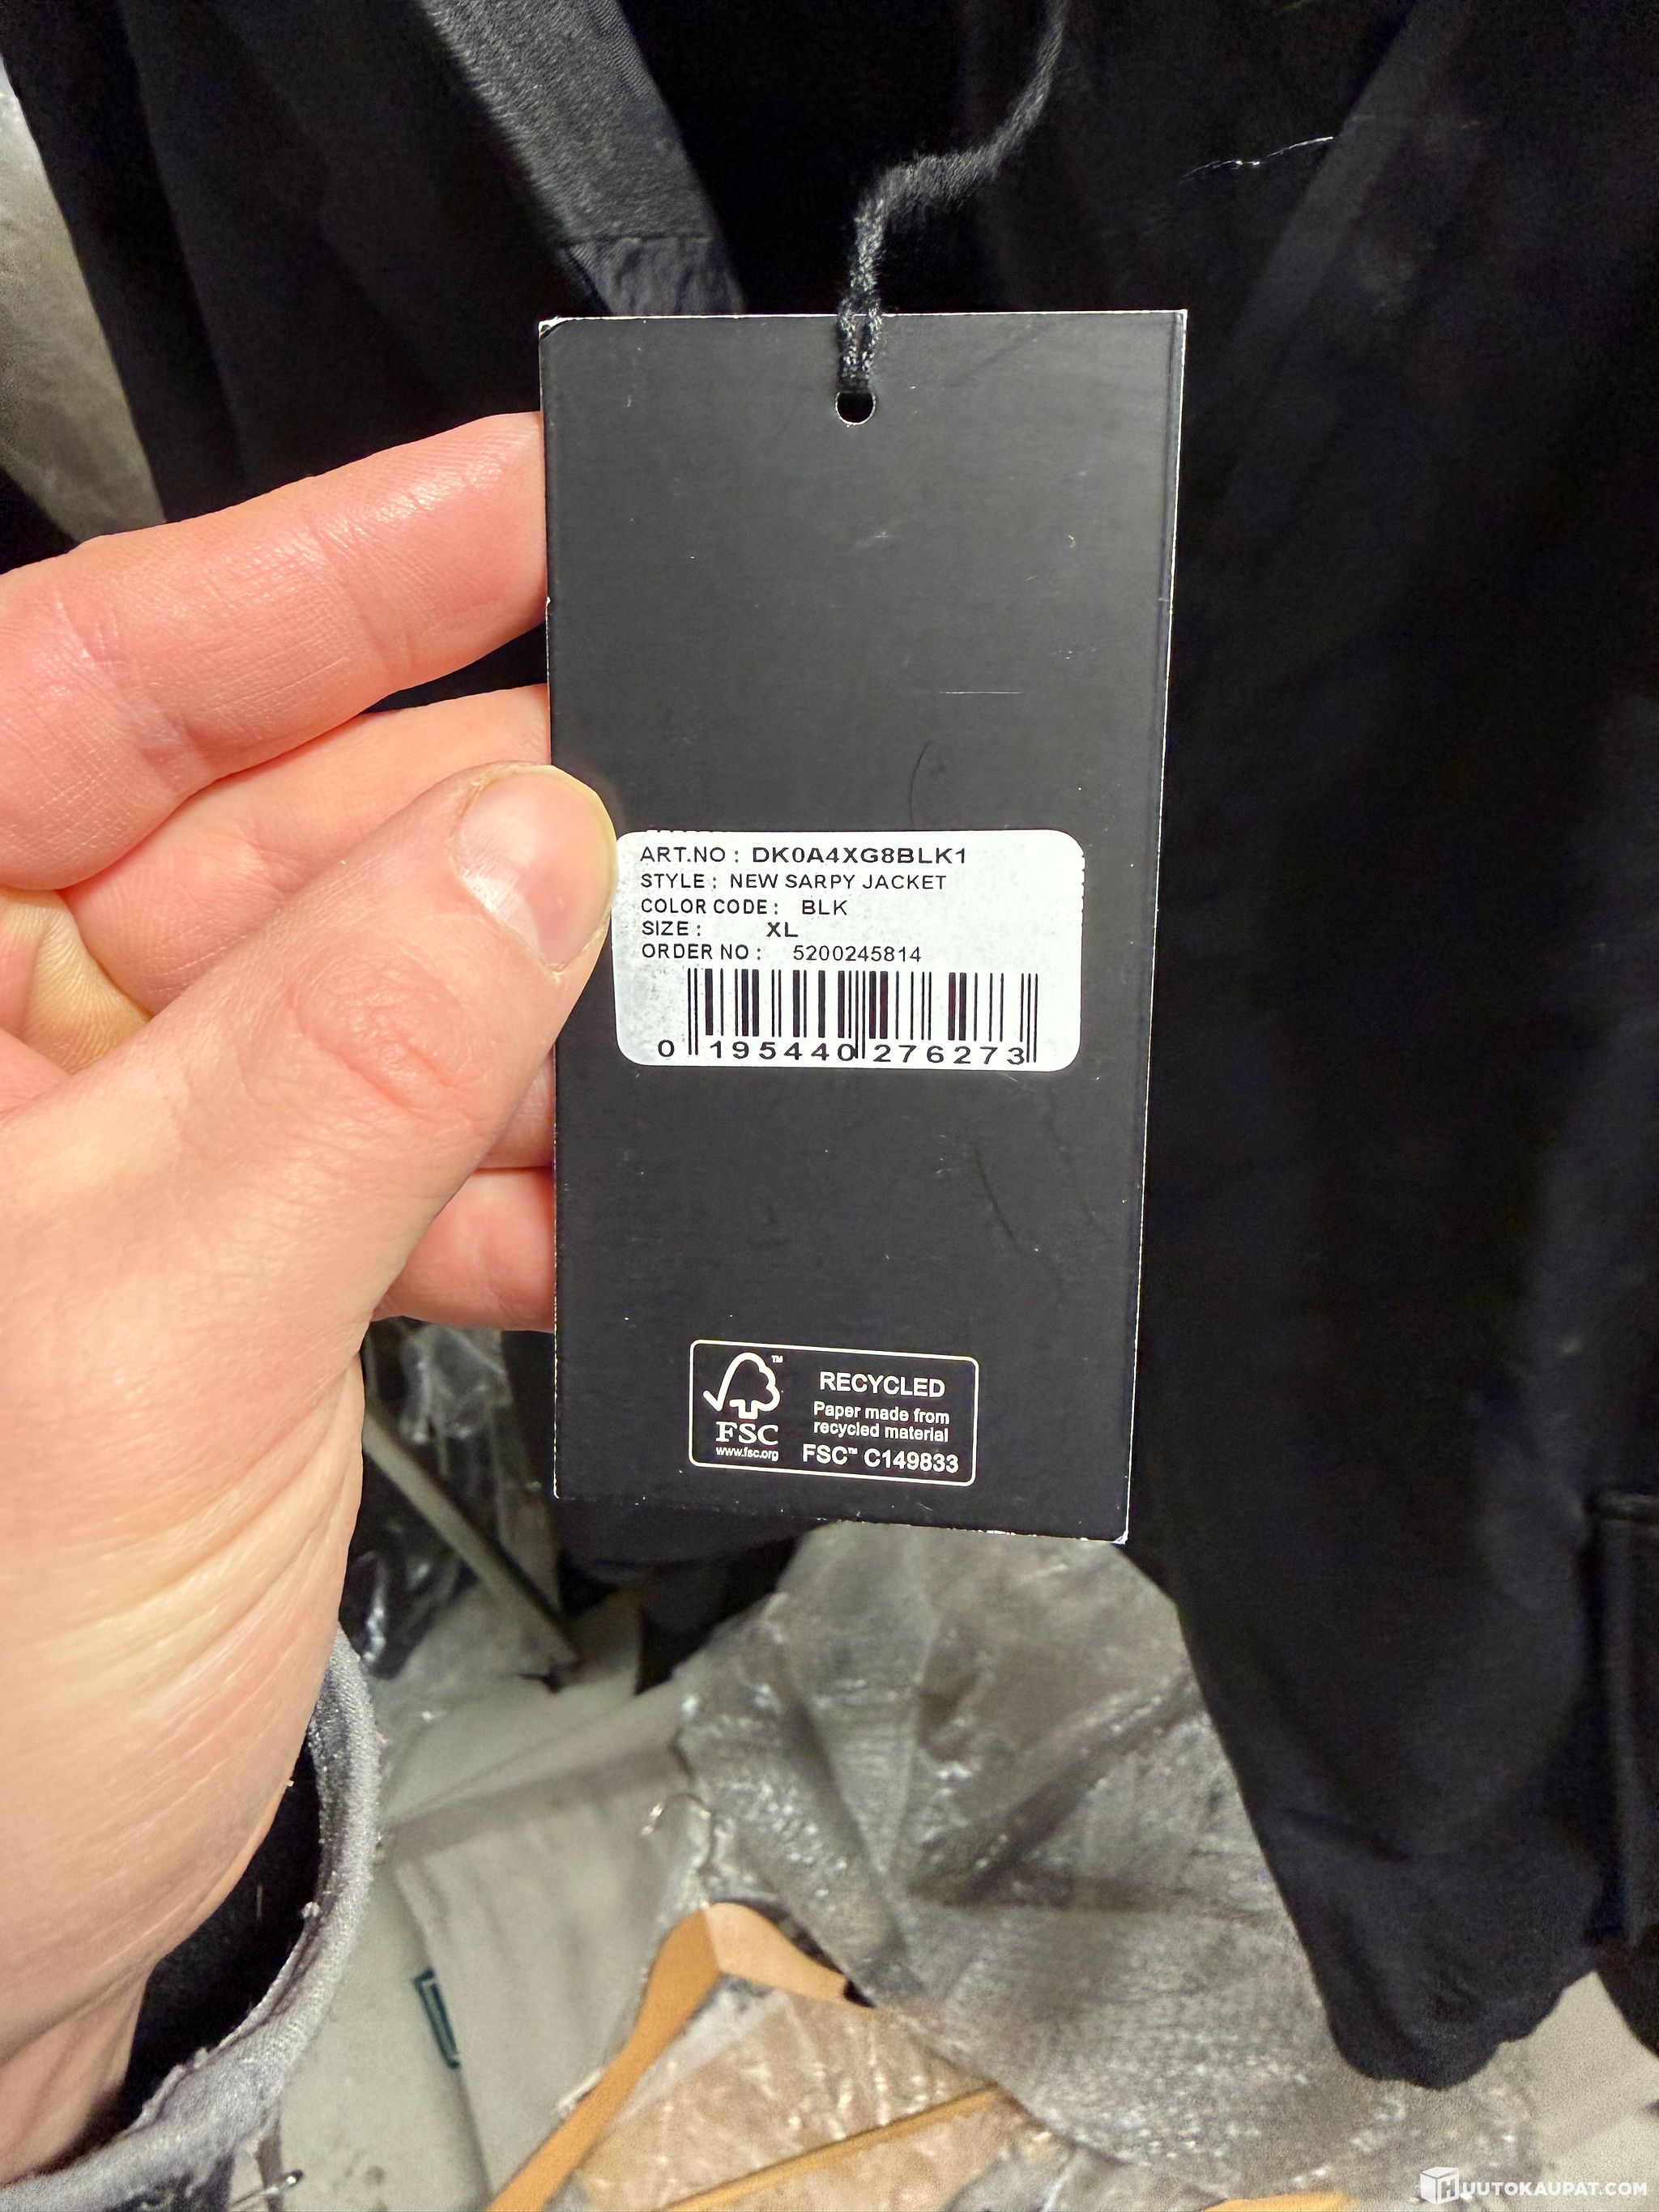 ART.NO : DK0A4XG8BLK1
STYLE : NEW SARPY JACKET
COLOR CODE : BLK
SIZE : XL
ORDER NO : 5200245814
0 195440 276273
RECYCLED
Paper made from
recycled material
FSC™ C149833
™
FSC
www.fsc.org
HUUTOKAUPAT.COM